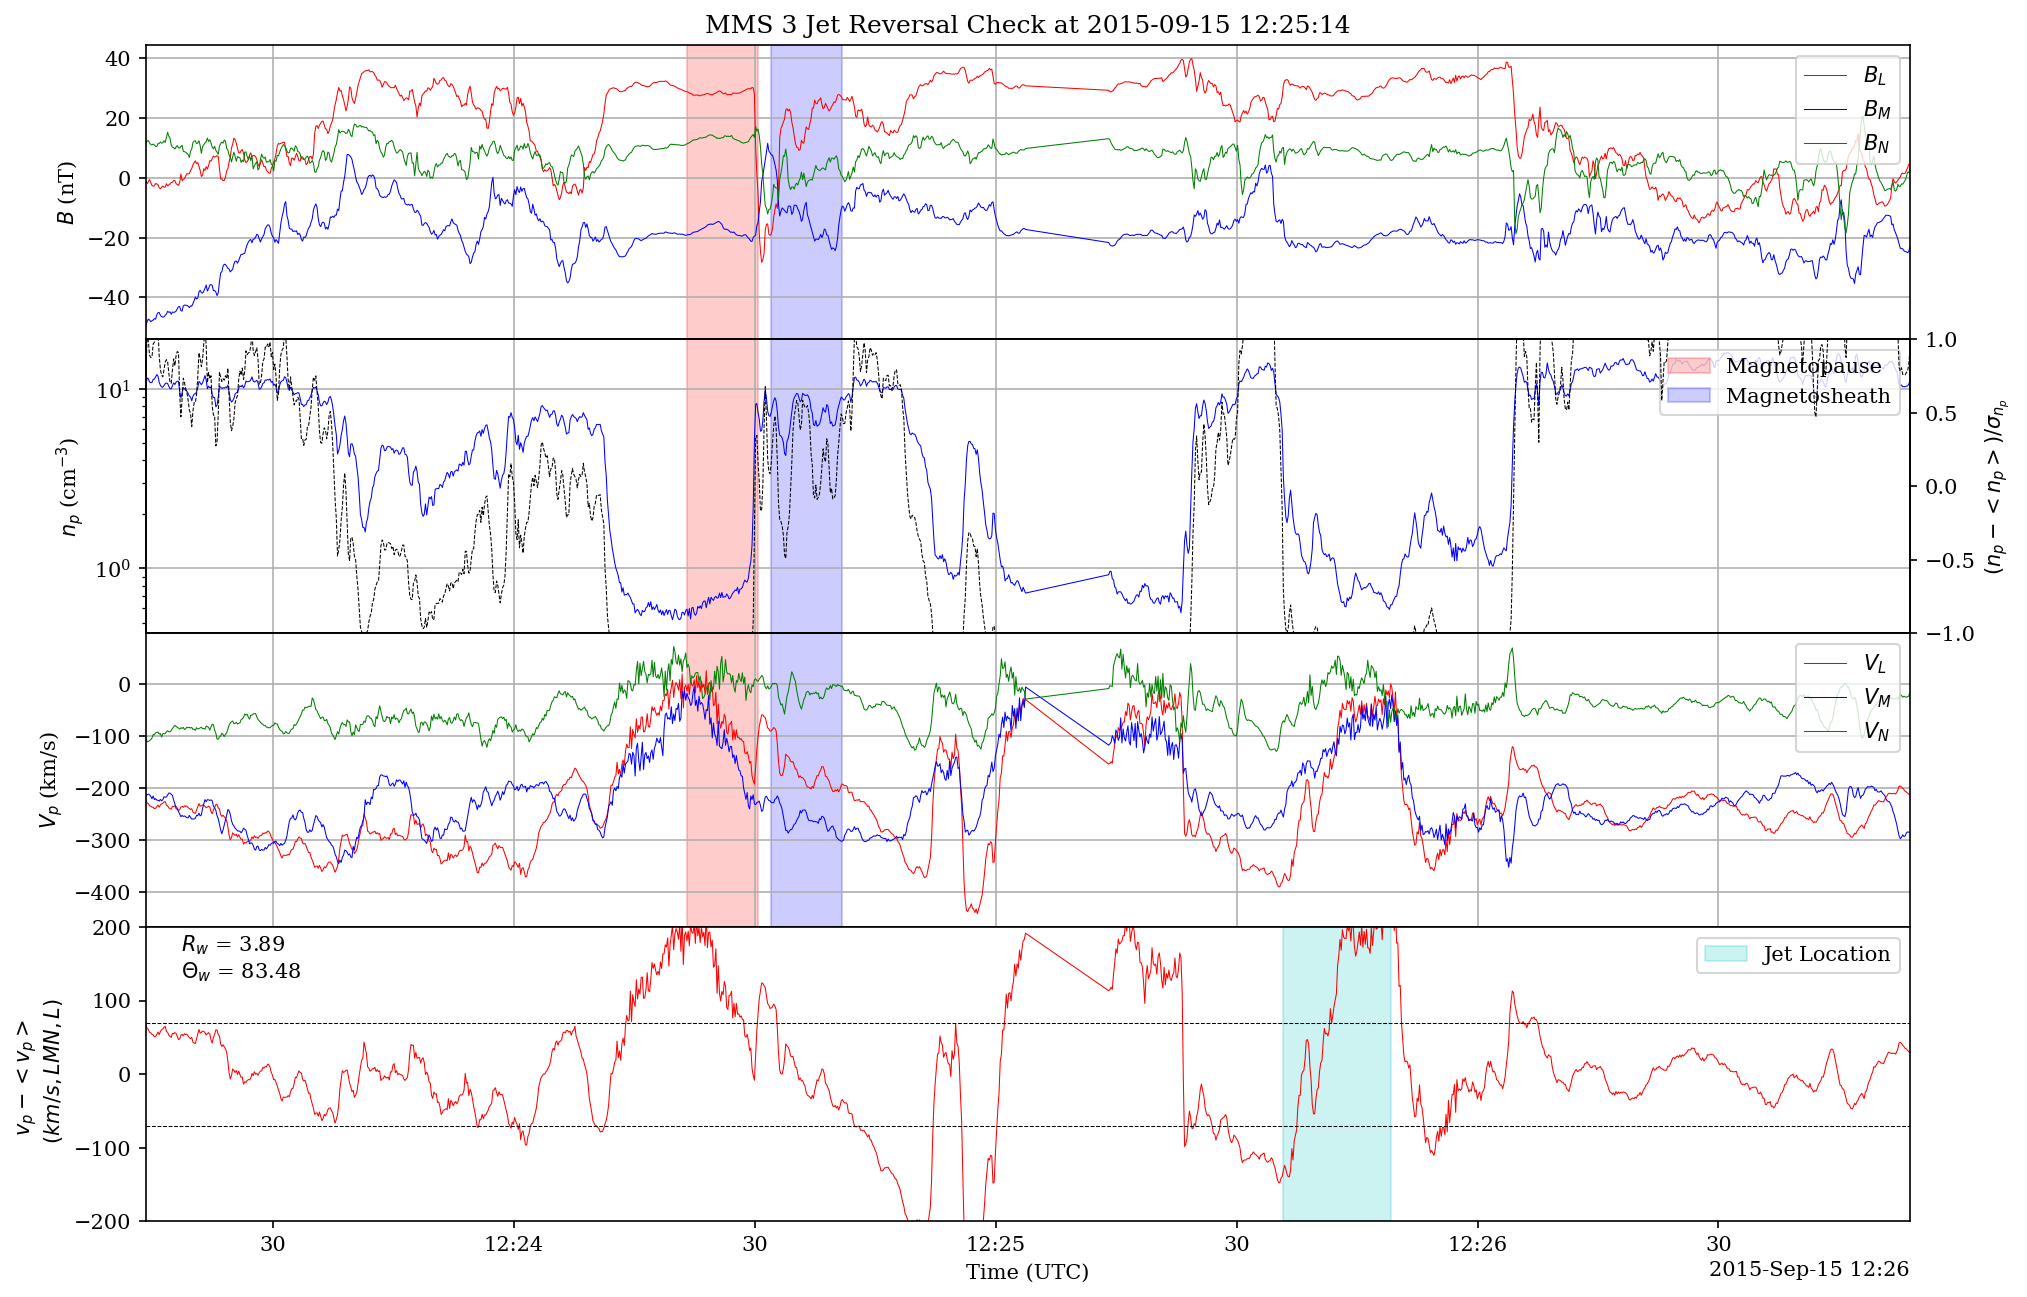 MMS 3 Jet Reversal Check at 2015-09-15 12:25:14
40
20
0
−20
−40
B (nT)
B_L
B_M
B_N
10^1
10^0
n_p (cm^−3)
1.0
0.5
0.0
−0.5
−1.0
(n_p − < n_p > )/σ_{n_p}
Magnetopause
Magnetosheath
0
−100
−200
−300
−400
V_p (km/s)
V_L
V_M
V_N
200
100
0
−100
−200
v_p − < v_p >
(km/s, LMN, L)
R_w = 3.89
Θ_w = 83.48
Jet Location
30
12:24
30
12:25
30
12:26
30
Time (UTC)
2015-Sep-15 12:26